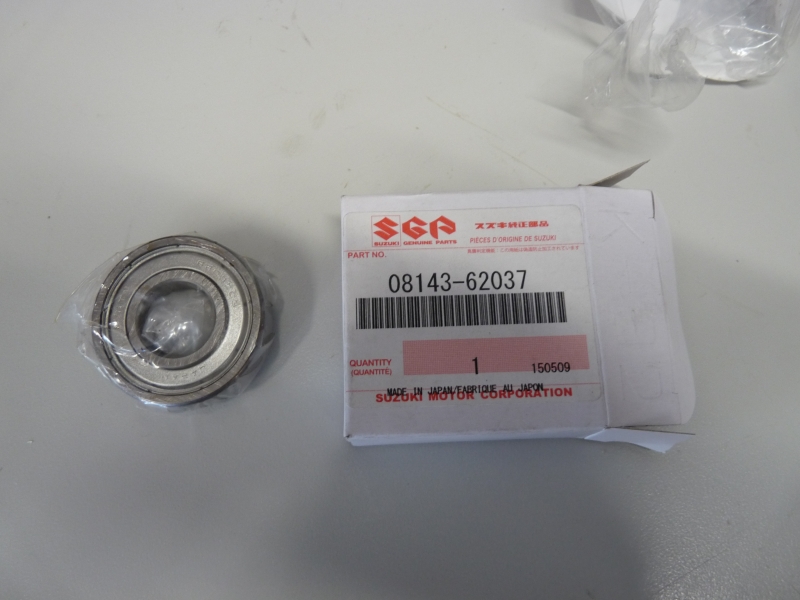 SGP スズキ純正部品
SUZUKI GENUINE PARTS PIÈCES D'ORIGINE DE SUZUKI
PART NO.
08143-62037
QUANTITY
(QUANTITÉ)
1
150509
MADE IN JAPAN/FABRIQUE AU JAPON
SUZUKI MOTOR CORPORATION